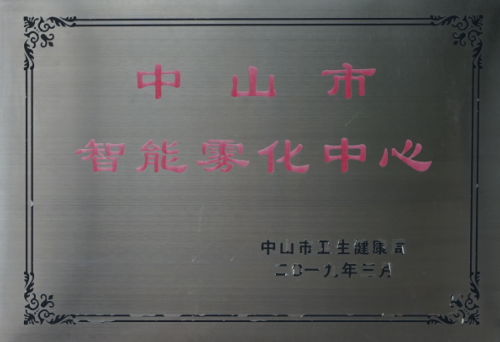 中山市
智能雾化中心
中山市卫生健康局
二〇一九年三月